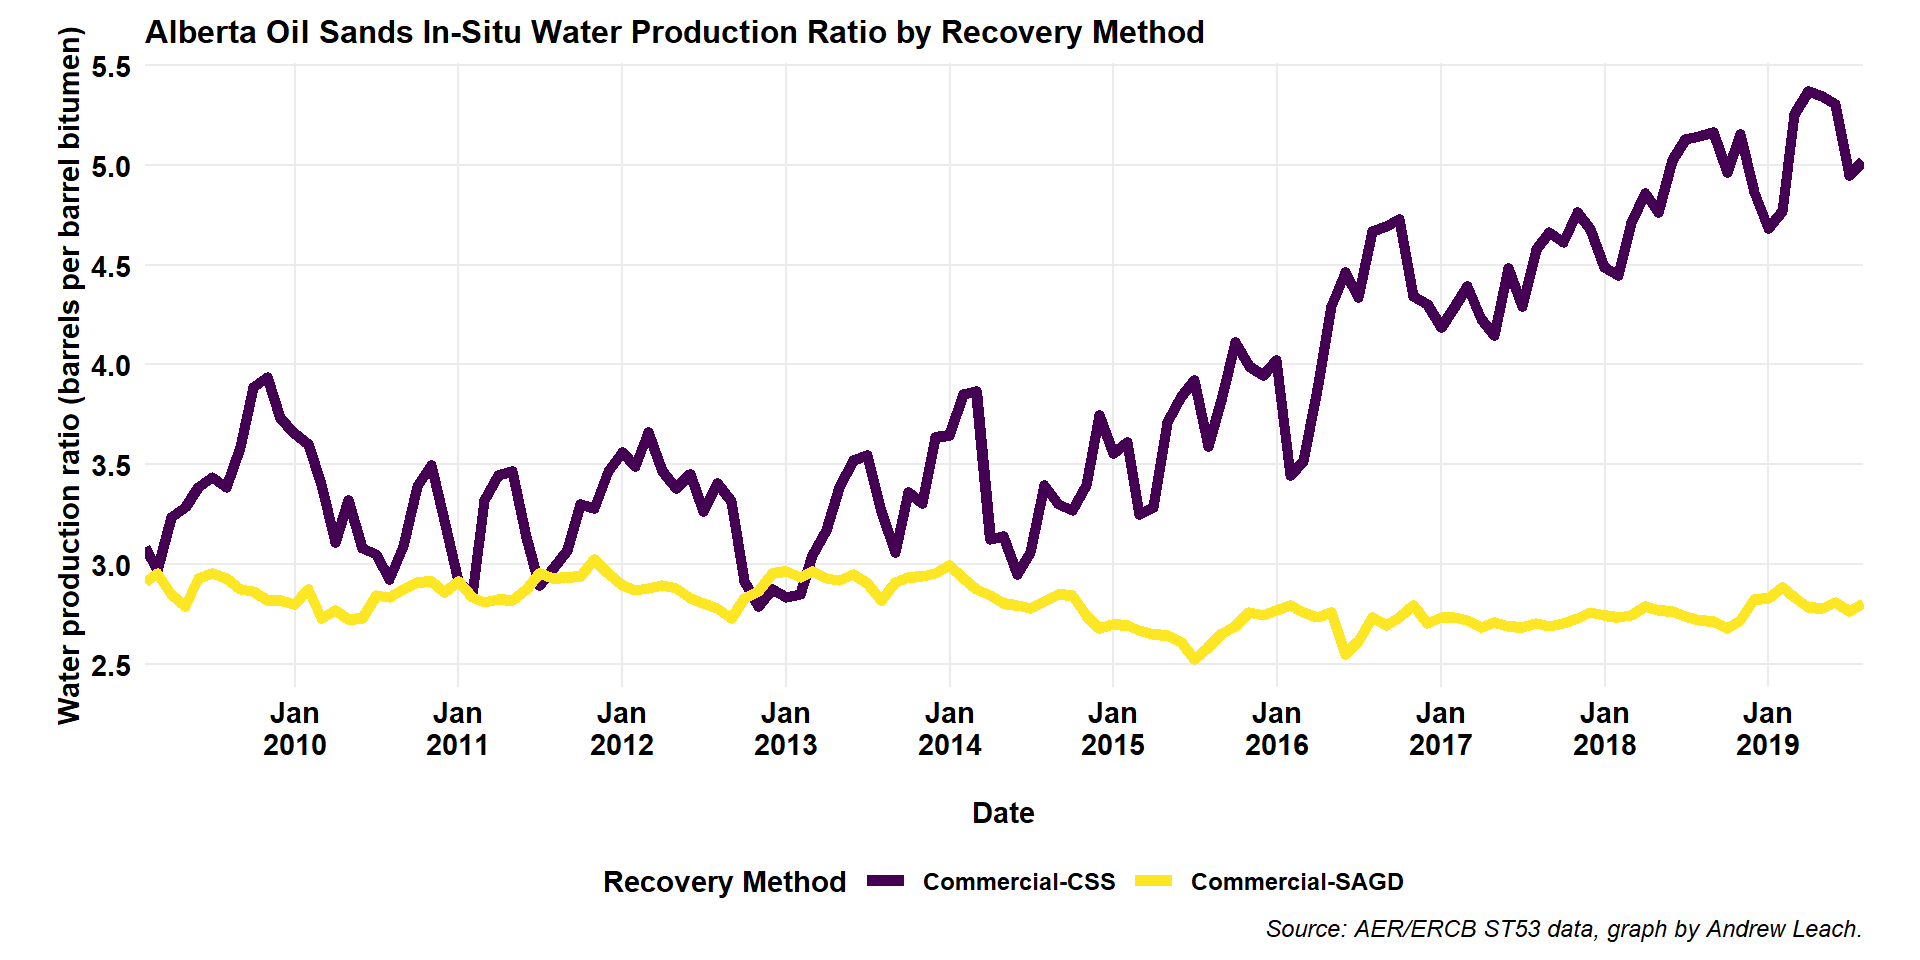 Alberta Oil Sands In-Situ Water Production Ratio by Recovery Method
Water production ratio (barrels per barrel bitumen)
5.5
5.0
4.5
4.0
3.5
3.0
2.5
Jan 2010
Jan 2011
Jan 2012
Jan 2013
Jan 2014
Jan 2015
Jan 2016
Jan 2017
Jan 2018
Jan 2019
Date
Recovery Method Commercial-CSS Commercial-SAGD
Source: AER/ERCB ST53 data, graph by Andrew Leach.